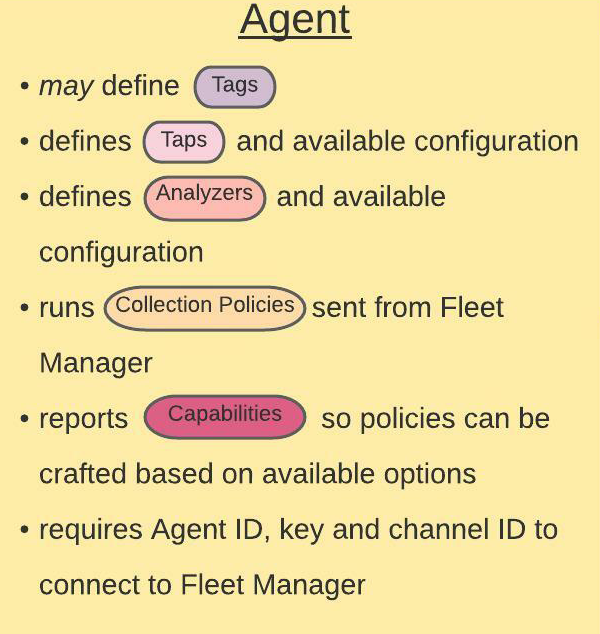 Agent
• may define Tags
• defines Taps and available configuration
• defines Analyzers and available
configuration
• runs Collection Policies sent from Fleet
Manager
• reports Capabilities so policies can be
crafted based on available options
• requires Agent ID, key and channel ID to
connect to Fleet Manager